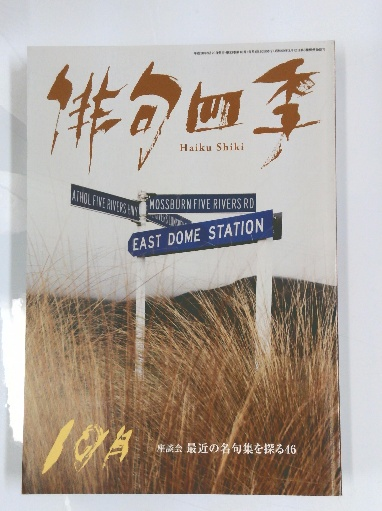 俳句四季
Haiku Shiki
ATHOL FIVE RIVERS HWY
MOSSBURN FIVE RIVERS RD
EAST DOME STATION
10月
座談会 最近の名句集を探る46